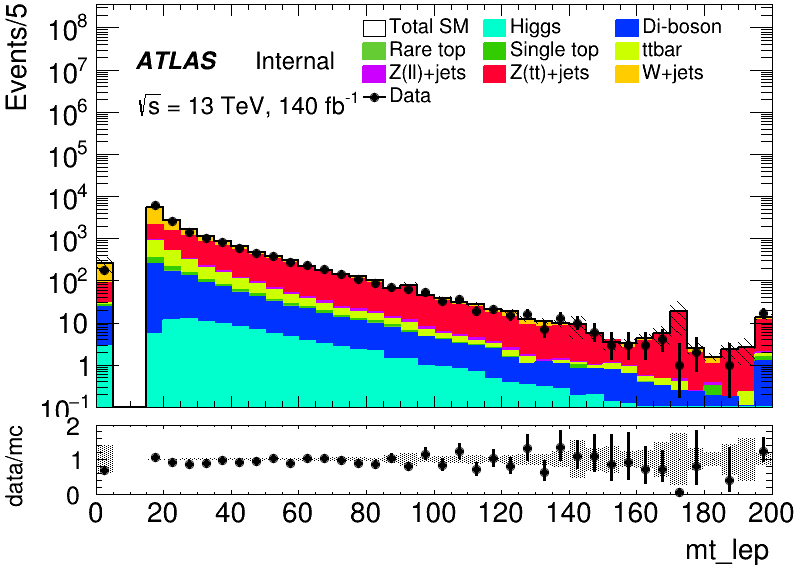 Events/5
10^8
10^7
10^6
10^5
10^4
10^3
10^2
10
1
10^−1
ATLAS Internal
√s = 13 TeV, 140 fb^-1
Total SM Higgs Di-boson
Rare top Single top ttbar
Z(ll)+jets Z(tt)+jets W+jets
Data
data/mc
2
1
0
0 20 40 60 80 100 120 140 160 180 200
mt_lep